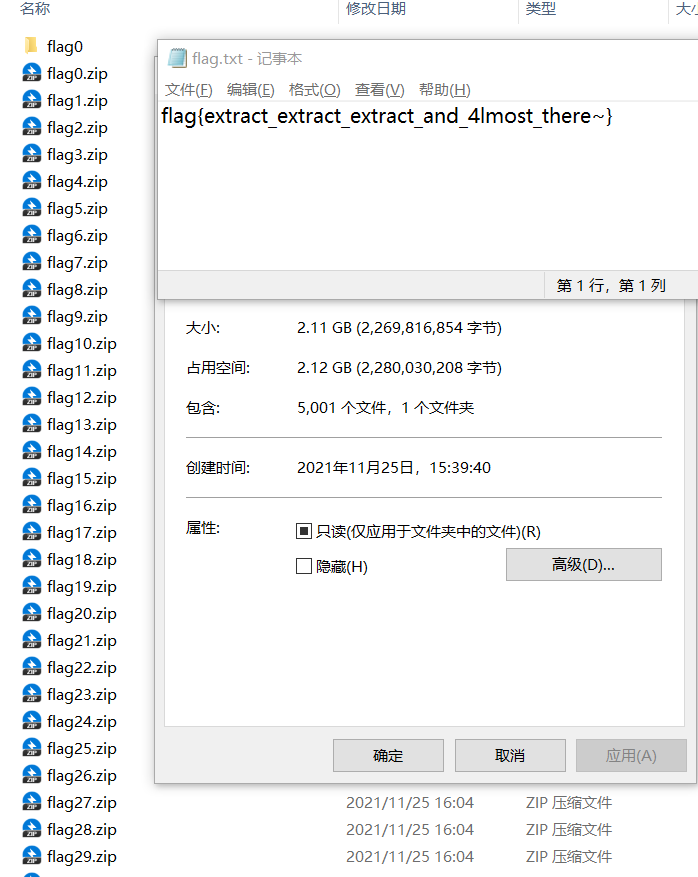 名称 修改日期 类型
flag0
flag0.zip
flag1.zip
flag2.zip
flag3.zip
flag4.zip
flag5.zip
flag6.zip
flag7.zip
flag8.zip
flag9.zip
flag10.zip
flag11.zip
flag12.zip
flag13.zip
flag14.zip
flag15.zip
flag16.zip
flag17.zip
flag18.zip
flag19.zip
flag20.zip
flag21.zip
flag22.zip
flag23.zip
flag24.zip
flag25.zip
flag26.zip
flag27.zip 2021/11/25 16:04 ZIP 压缩文件
flag28.zip 2021/11/25 16:04 ZIP 压缩文件
flag29.zip 2021/11/25 16:04 ZIP 压缩文件
flag.txt - 记事本
文件(F) 编辑(E) 格式(O) 查看(V) 帮助(H)
flag{extract_extract_extract_and_4lmost_there~}
第 1 行，第 1 列
大小: 2.11 GB (2,269,816,854 字节)
占用空间: 2.12 GB (2,280,030,208 字节)
包含: 5,001 个文件，1 个文件夹
创建时间: 2021年11月25日，15:39:40
属性: 只读(仅应用于文件夹中的文件)(R)
隐藏(H) 高级(D)...
确定 取消 应用(A)